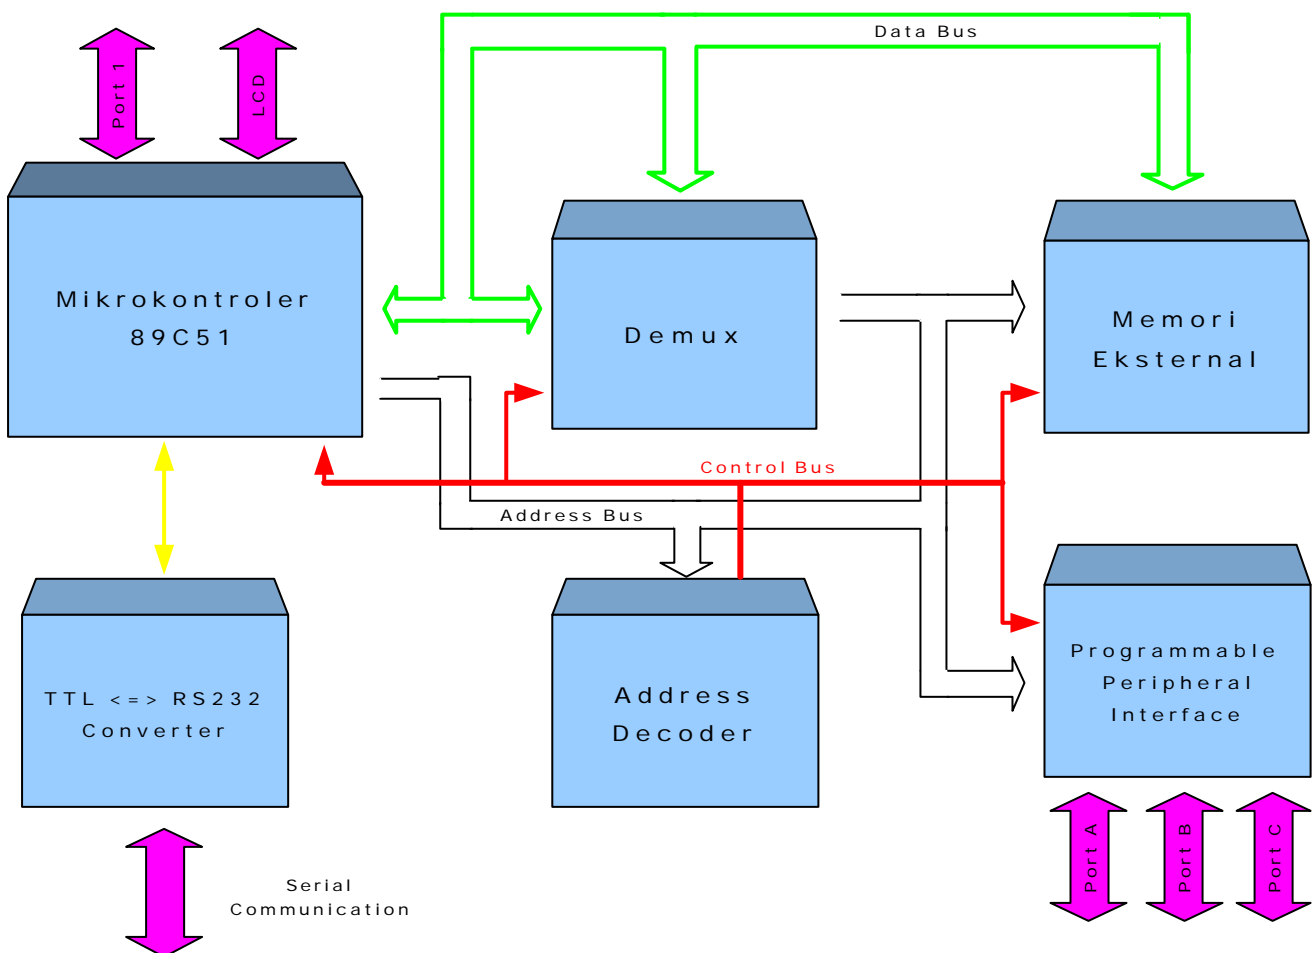 Data Bus
Port 1
LCD
Mikrokontroler
89C51
Demux
Memori
Eksternal
Control Bus
Address Bus
TTL <=> RS232
Converter
Address
Decoder
Programmable
Peripheral
Interface
Port A
Port B
Port C
Serial
Communication